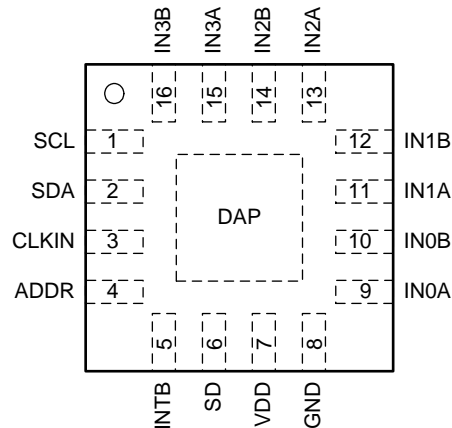 IN3B IN3A IN2B IN2A
16 15 14 13
SCL 1 12 IN1B
SDA 2 11 IN1A
DAP
CLKIN 3 10 IN0B
ADDR 4 9 IN0A
5 6 7 8
INTB SD VDD GND